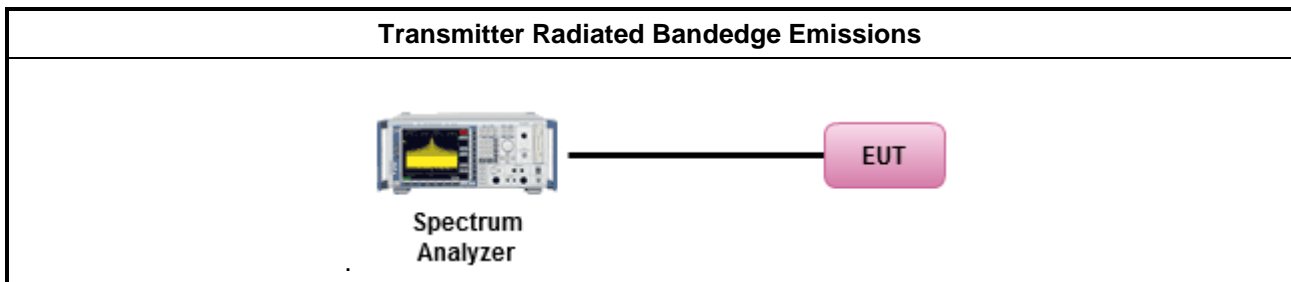 Transmitter Radiated Bandedge Emissions
EUT
Spectrum
Analyzer
.